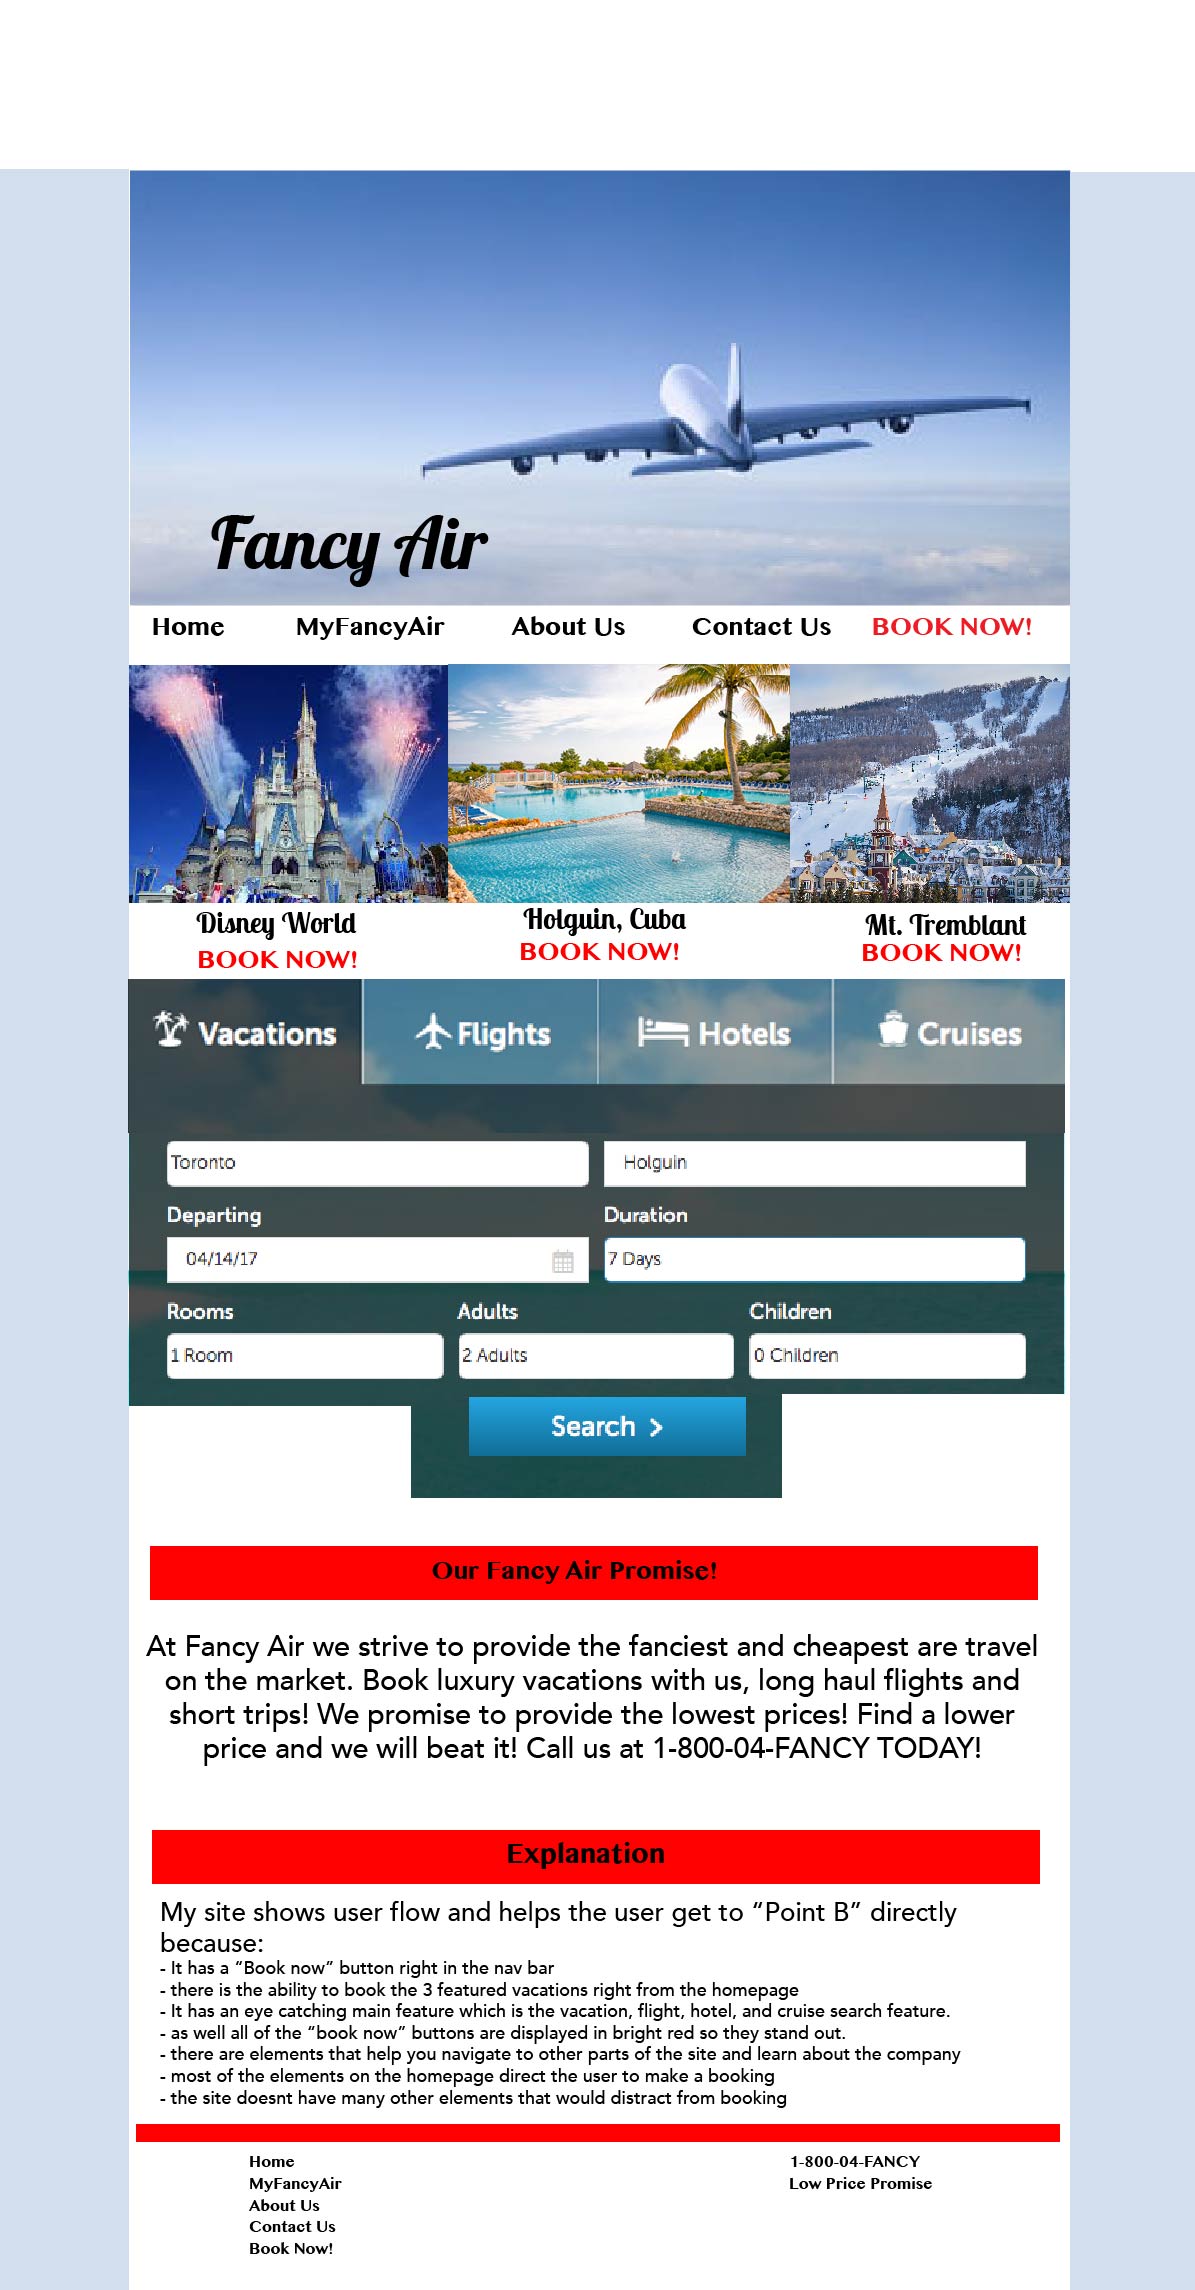 Fancy Air
Home MyFancyAir About Us Contact Us BOOK NOW!
Disney World Holguin, Cuba Mt. Tremblant
BOOK NOW! BOOK NOW! BOOK NOW!
Vacations Flights Hotels Cruises
Toronto Holguin
Departing Duration
04/14/17 7 Days
Rooms Adults Children
1 Room 2 Adults 0 Children
Search >
Our Fancy Air Promise!
At Fancy Air we strive to provide the fanciest and cheapest are travel
on the market. Book luxury vacations with us, long haul flights and
short trips! We promise to provide the lowest prices! Find a lower
price and we will beat it! Call us at 1-800-04-FANCY TODAY!
Explanation
My site shows user flow and helps the user get to “Point B” directly
because:
- It has a “Book now” button right in the nav bar
- there is the ability to book the 3 featured vacations right from the homepage
- It has an eye catching main feature which is the vacation, flight, hotel, and cruise search feature.
- as well all of the “book now” buttons are displayed in bright red so they stand out.
- there are elements that help you navigate to other parts of the site and learn about the company
- most of the elements on the homepage direct the user to make a booking
- the site doesnt have many other elements that would distract from booking
Home 1-800-04-FANCY
MyFancyAir Low Price Promise
About Us
Contact Us
Book Now!